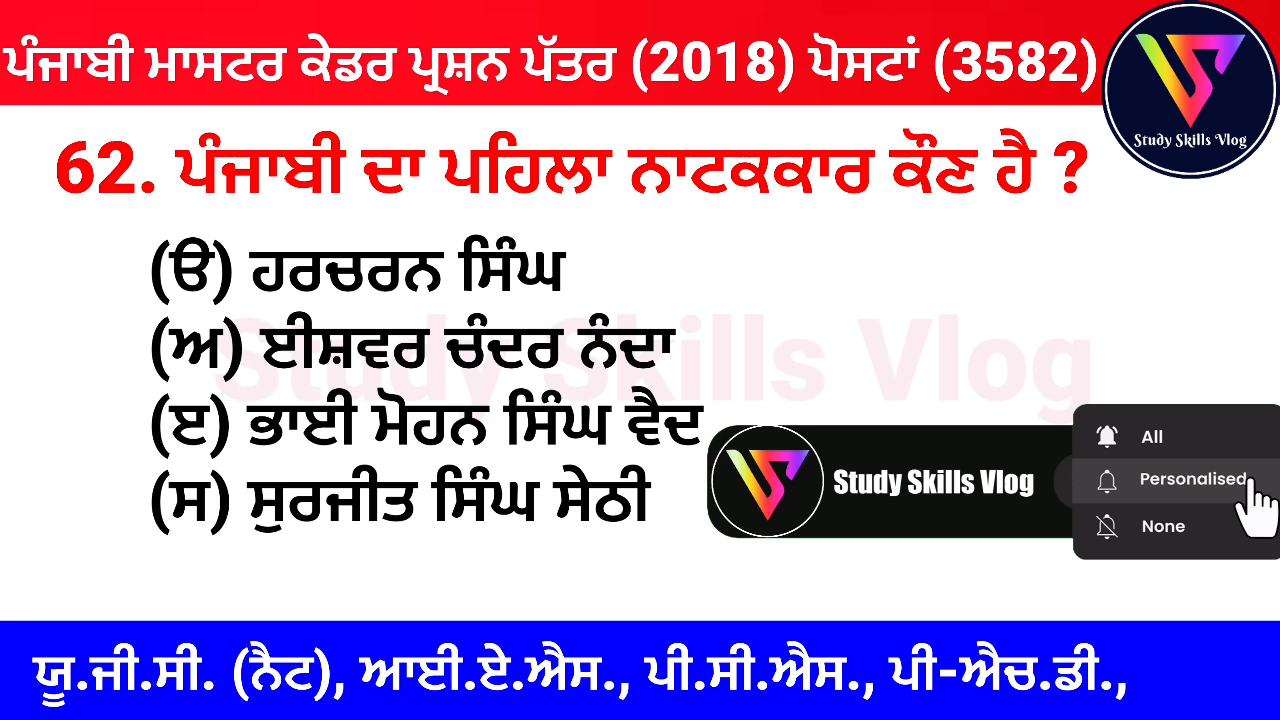 ਪੰਜਾਬੀ ਮਾਸਟਰ ਕੇਡਰ ਪ੍ਰਸ਼ਨ ਪੱਤਰ (2018) ਪੋਸਟਾਂ (3582)
Study Skills Vlog
62. ਪੰਜਾਬੀ ਦਾ ਪਹਿਲਾ ਨਾਟਕਕਾਰ ਕੌਣ ਹੈ ?
(ੳ) ਹਰਚਰਨ ਸਿੰਘ
(ਅ) ਈਸ਼ਵਰ ਚੰਦਰ ਨੰਦਾ
Study Skills Vlog
(ੲ) ਭਾਈ ਮੋਹਨ ਸਿੰਘ ਵੈਦ
(ਸ) ਸੁਰਜੀਤ ਸਿੰਘ ਸੇਠੀ
Study Skills Vlog
All
Personalised
None
ਯੂ.ਜੀ.ਸੀ. (ਨੈਟ), ਆਈ.ਏ.ਐਸ., ਪੀ.ਸੀ.ਐਸ., ਪੀ-ਐਚ.ਡੀ.,